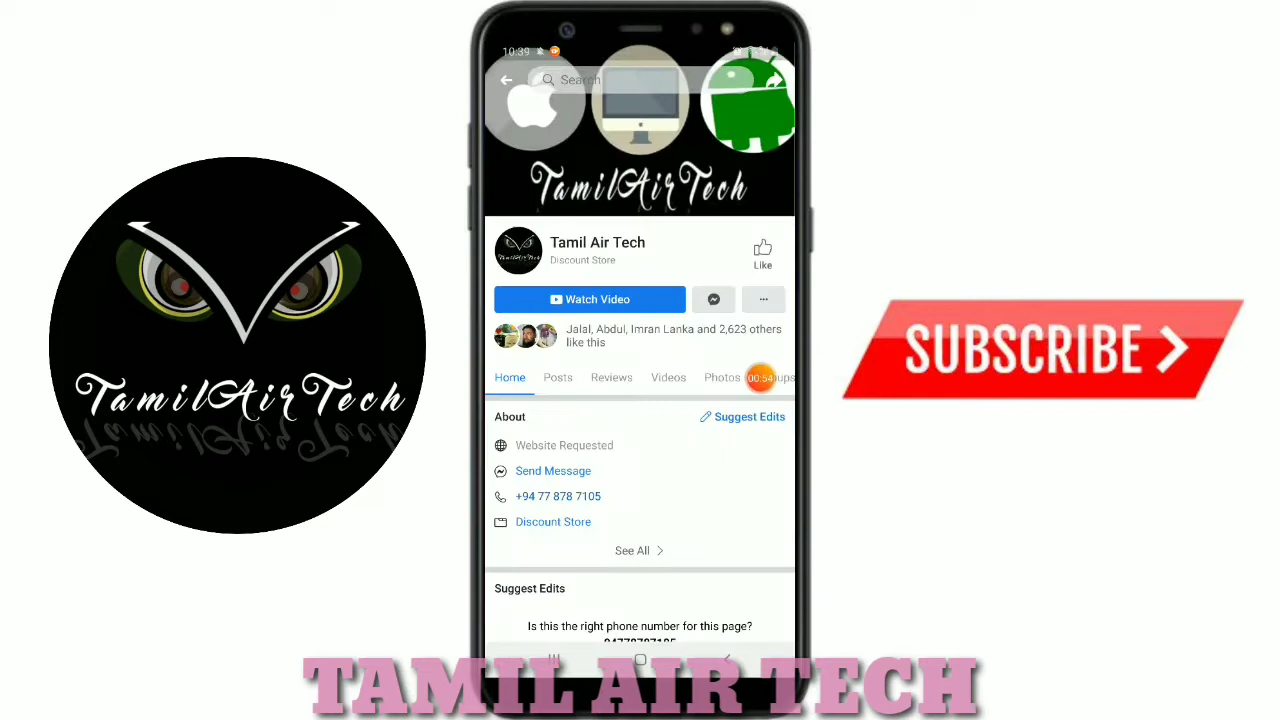 10:39
Search
TamilAirTech
Tamil Air Tech
Discount Store
Like
Watch Video
Jalal, Abdul, Imran Lanka and 2,623 others
like this
Home Posts Reviews Videos Photos 00:54 ups
About
Suggest Edits
Website Requested
Send Message
+94 77 878 7105
Discount Store
See All
Suggest Edits
Is this the right phone number for this page?
TamilAirTech
SUBSCRIBE
TAMIL AIR TECH